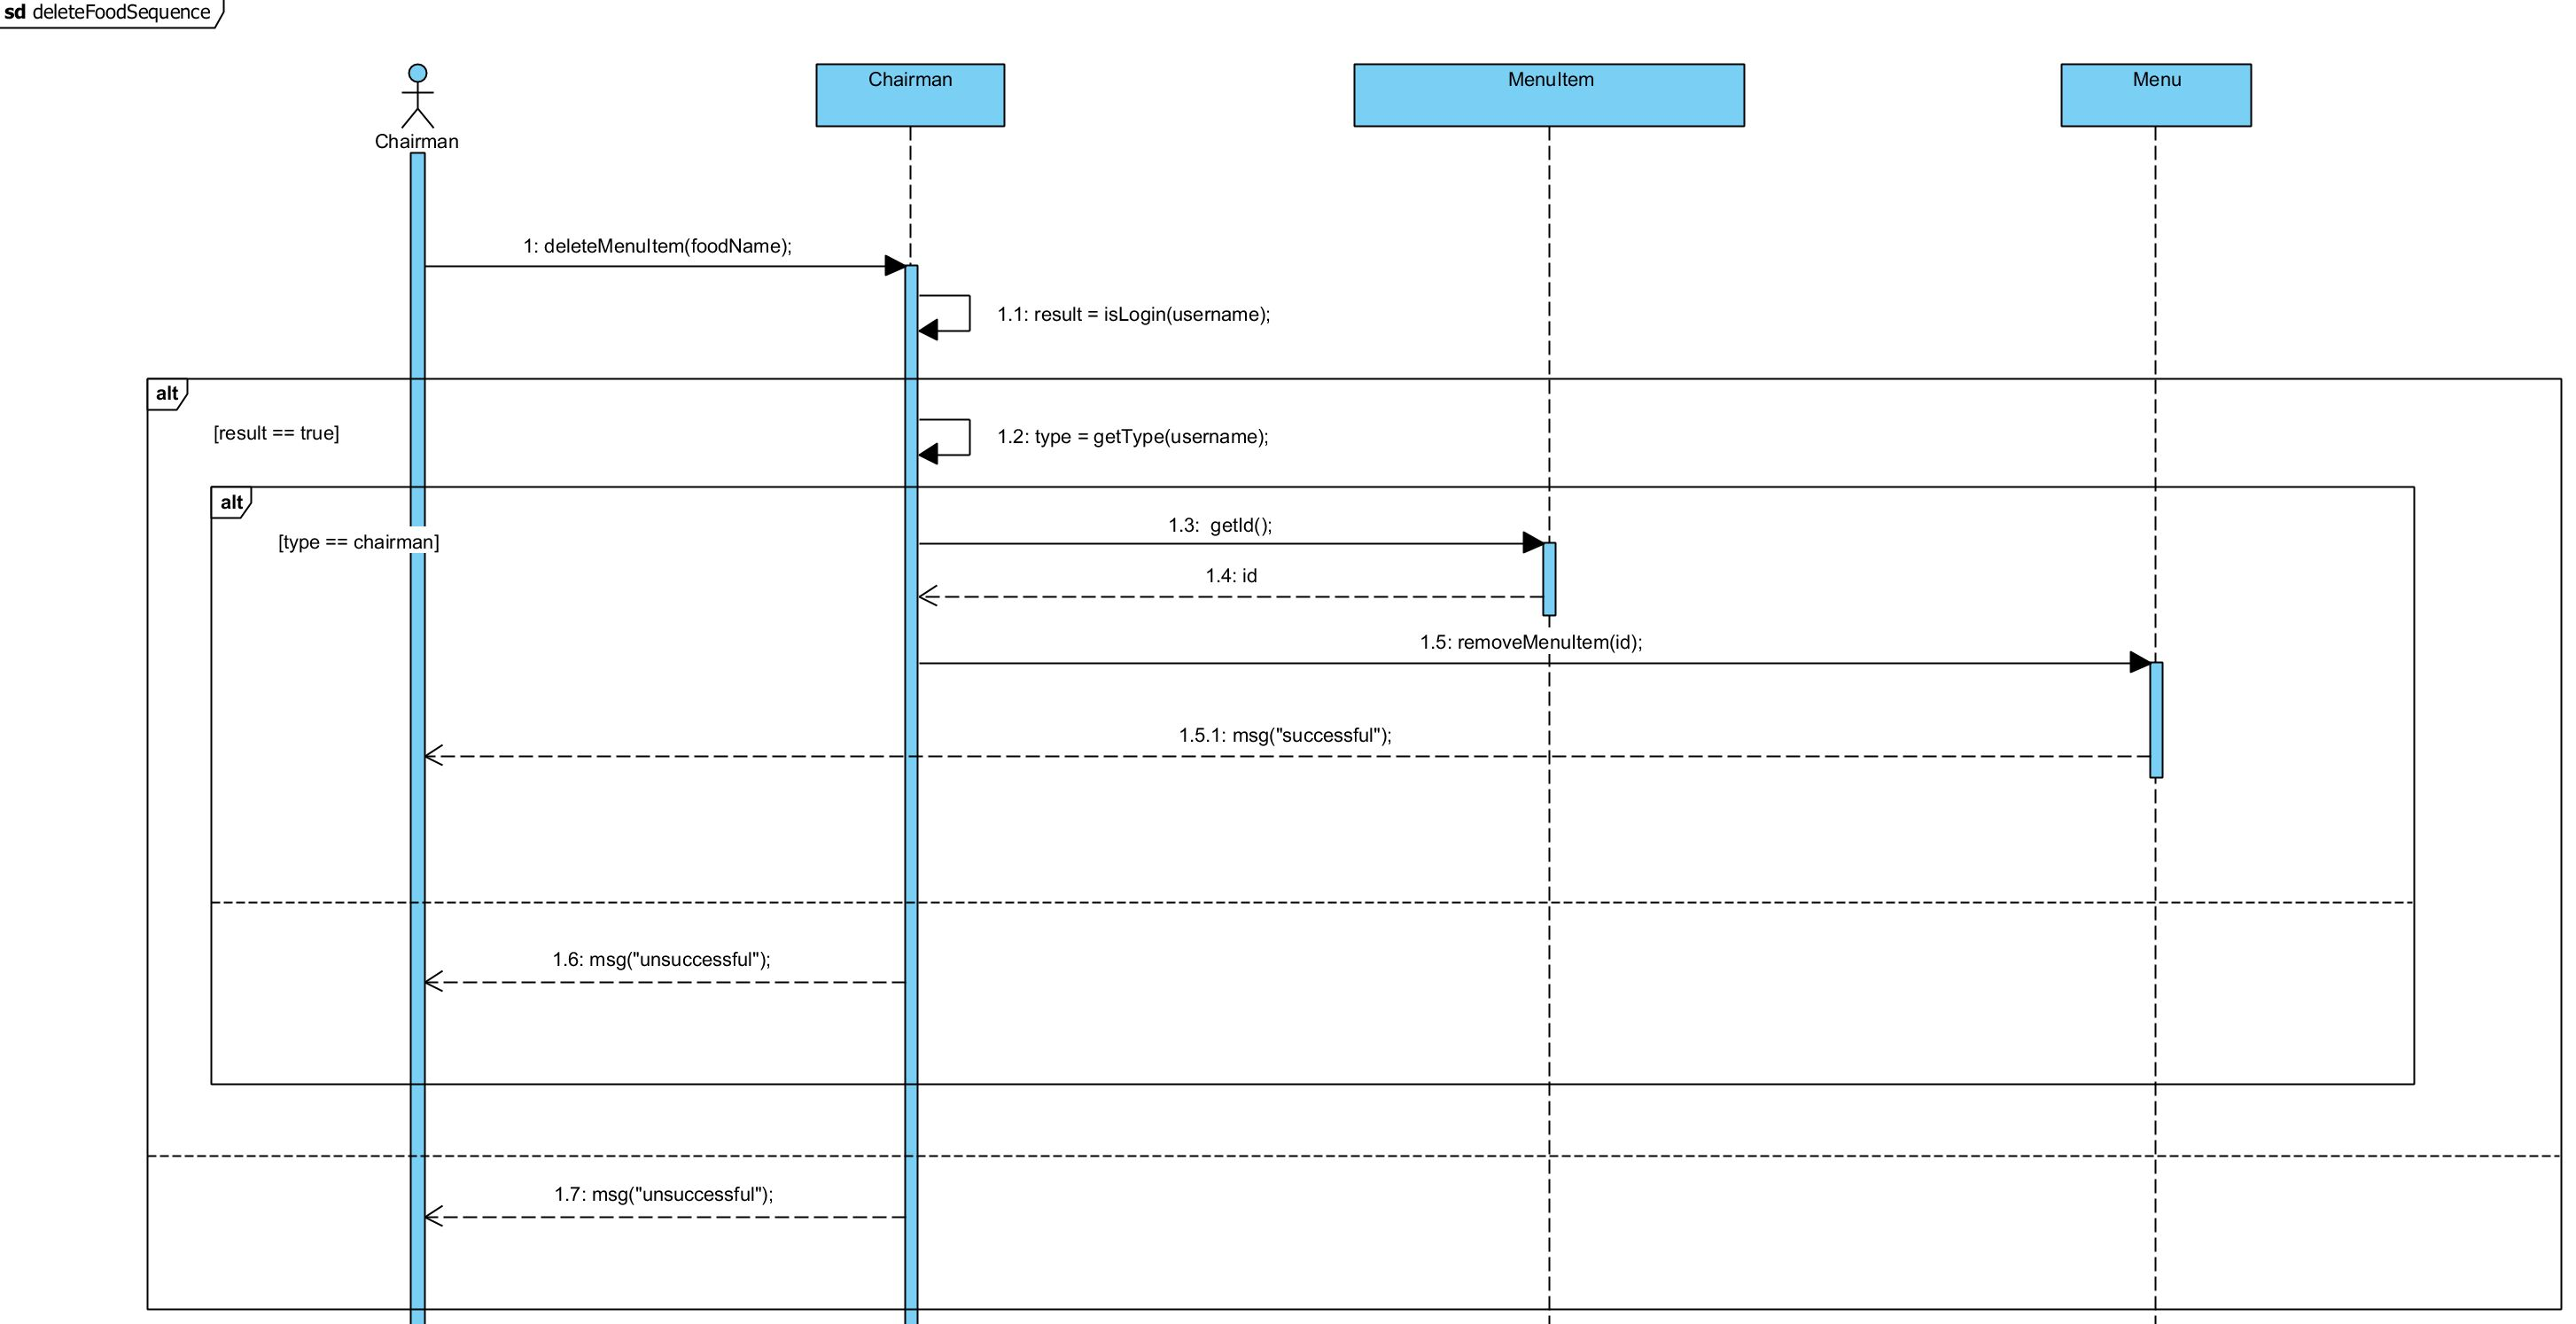 sd deleteFoodSequence
Chairman
Chairman
MenuItem
Menu
1: deleteMenuItem(foodName);
1.1: result = isLogin(username);
alt
[result == true]
1.2: type = getType(username);
alt
[type == chairman]
1.3:  getId();
1.4: id
1.5: removeMenuItem(id);
1.5.1: msg("successful");
1.6: msg("unsuccessful");
1.7: msg("unsuccessful");